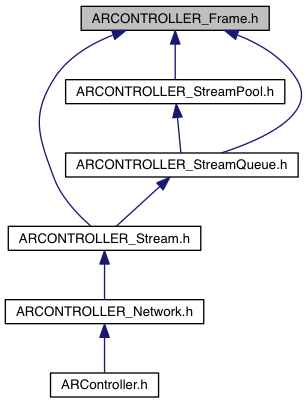 ARCONTROLLER_Frame.h
ARCONTROLLER_StreamPool.h
ARCONTROLLER_StreamQueue.h
ARCONTROLLER_Stream.h
ARCONTROLLER_Network.h
ARController.h